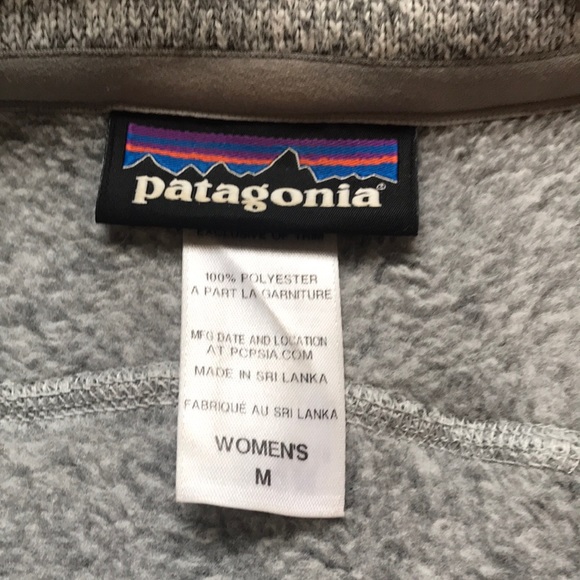 patagonia®
100% POLYESTER
A PART LA GARNITURE
MFG DATE AND LOCATION
AT PCPSIA.COM
MADE IN SRI LANKA
FABRIQUÉ AU SRI LANKA
WOMEN'S
M